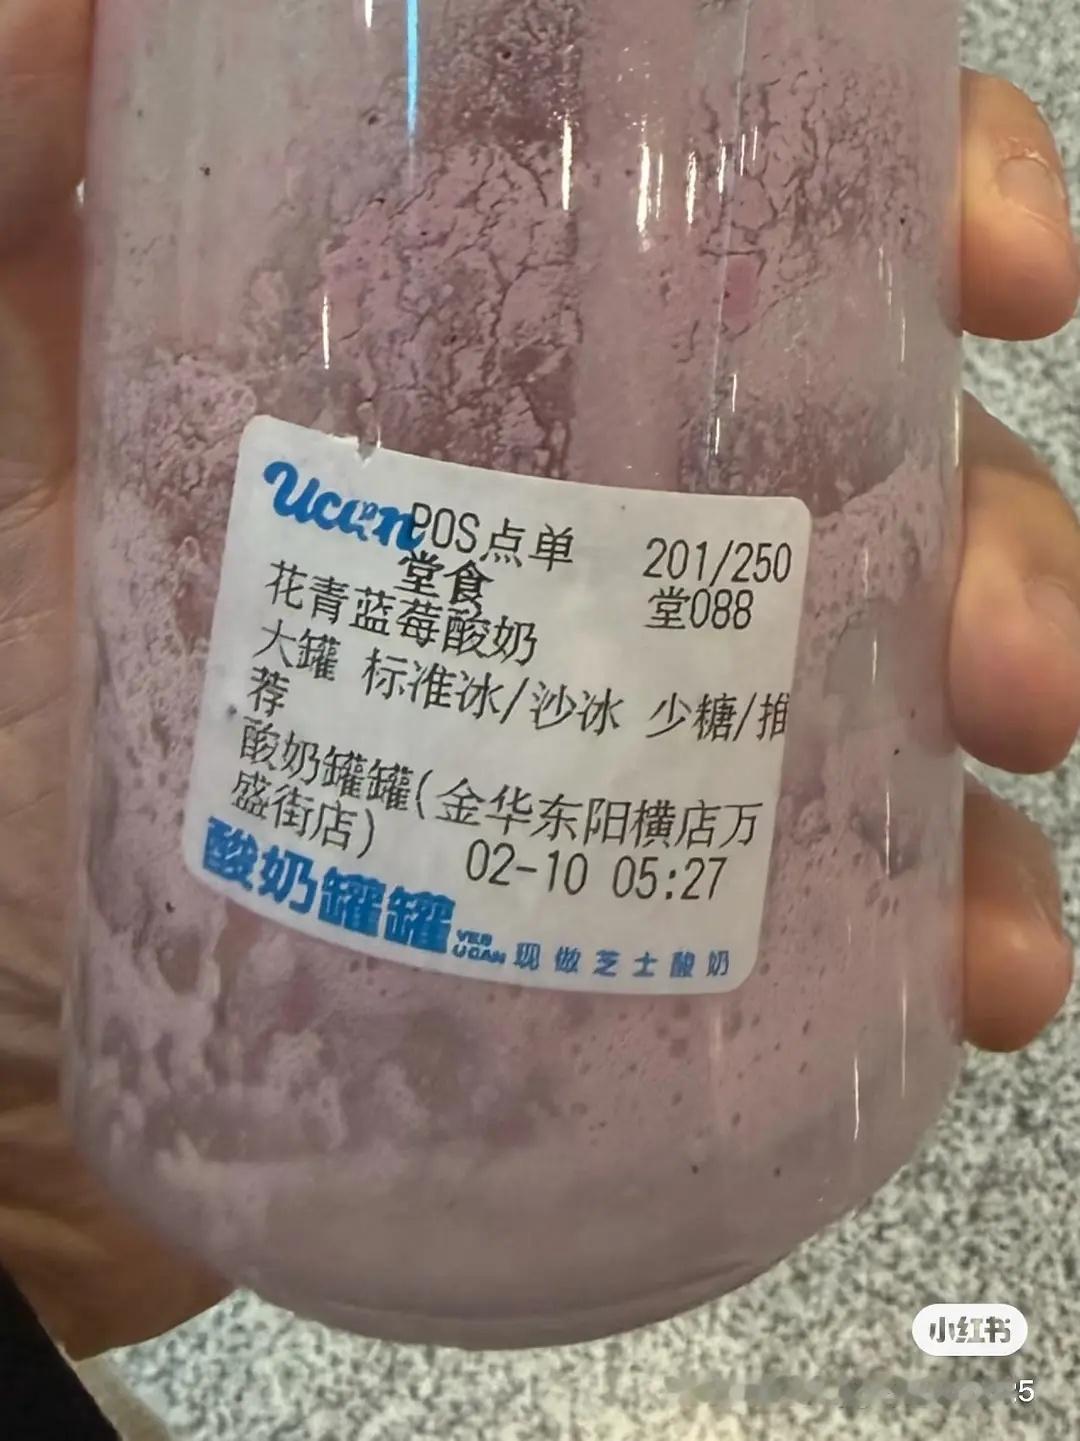 Ucan POS点单 201/250
堂食 堂088
花青蓝莓酸奶
大罐 标准冰/沙冰 少糖/推
荐
酸奶罐罐(金华东阳横店万
盛街店)
02-10 05:27
酸奶罐罐 YES UCAN 现做芝士酸奶
小红书